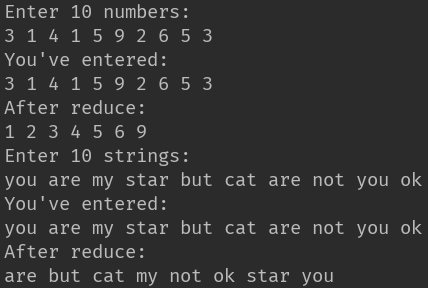 Enter 10 numbers:
3 1 4 1 5 9 2 6 5 3
You've entered:
3 1 4 1 5 9 2 6 5 3
After reduce:
1 2 3 4 5 6 9
Enter 10 strings:
you are my star but cat are not you ok
You've entered:
you are my star but cat are not you ok
After reduce:
are but cat my not ok star you